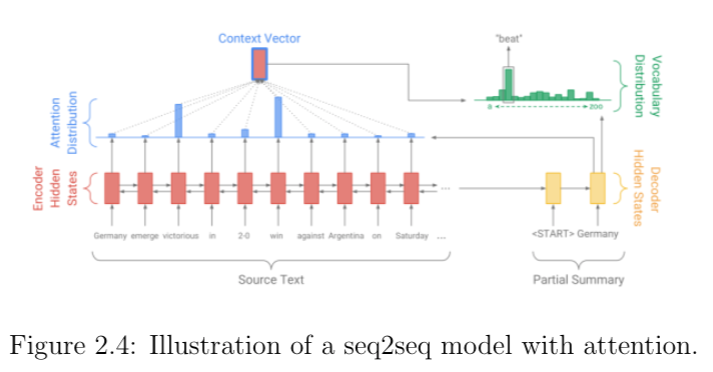 Context Vector
"beat"
Attention
Distribution
Vocabulary
Distribution
0
200
Encoder
Hidden
States
Decoder
Hidden States
...
Germany emerge victorious in 2-0 win against Argentina on Saturday ...
<START> Germany
Source Text
Partial Summary
Figure 2.4: Illustration of a seq2seq model with attention.